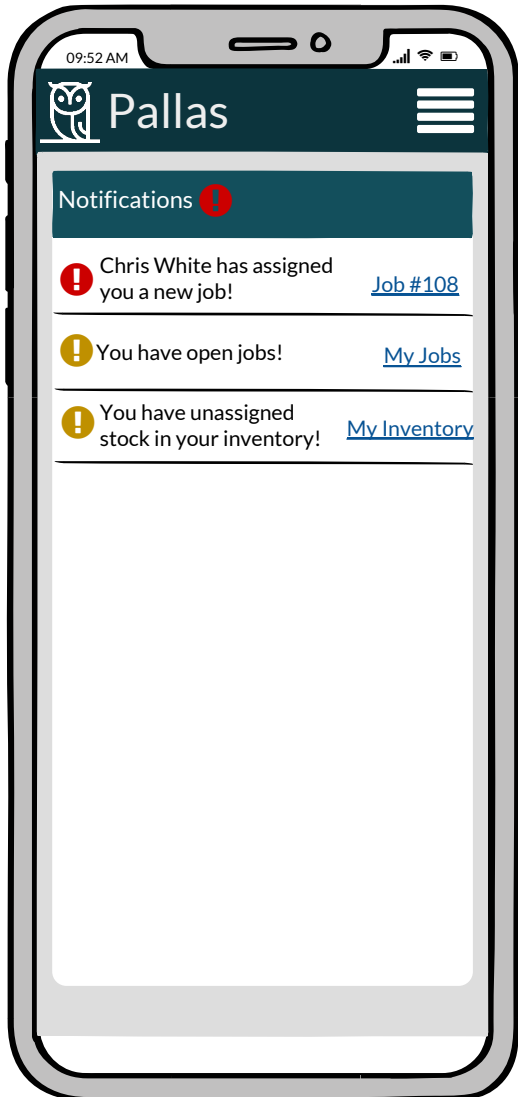 09:52 AM
Pallas
Notifications
Chris White has assigned
you a new job!
Job #108
You have open jobs!
My Jobs
You have unassigned
stock in your inventory!
My Inventory